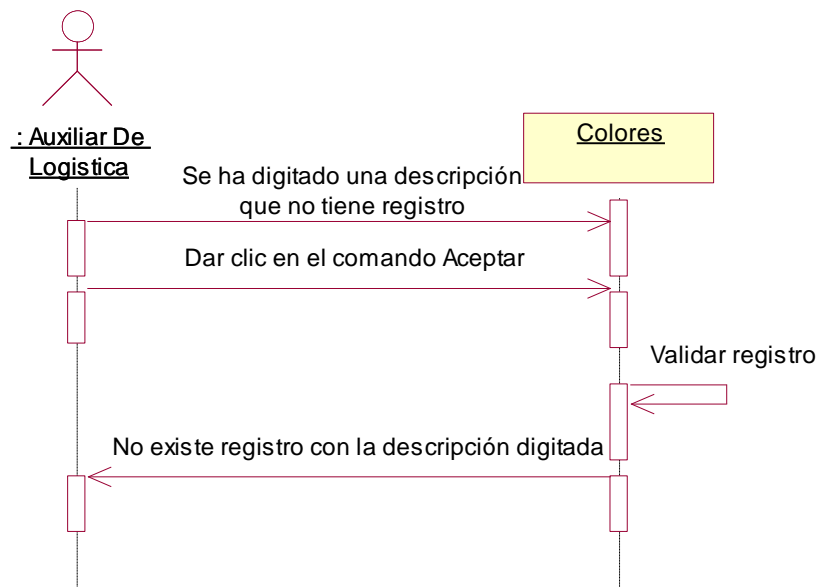 : Auxiliar De
Logistica
Colores
Se ha digitado una descripción
que no tiene registro
Dar clic en el comando Aceptar
Validar registro
No existe registro con la descripción digitada